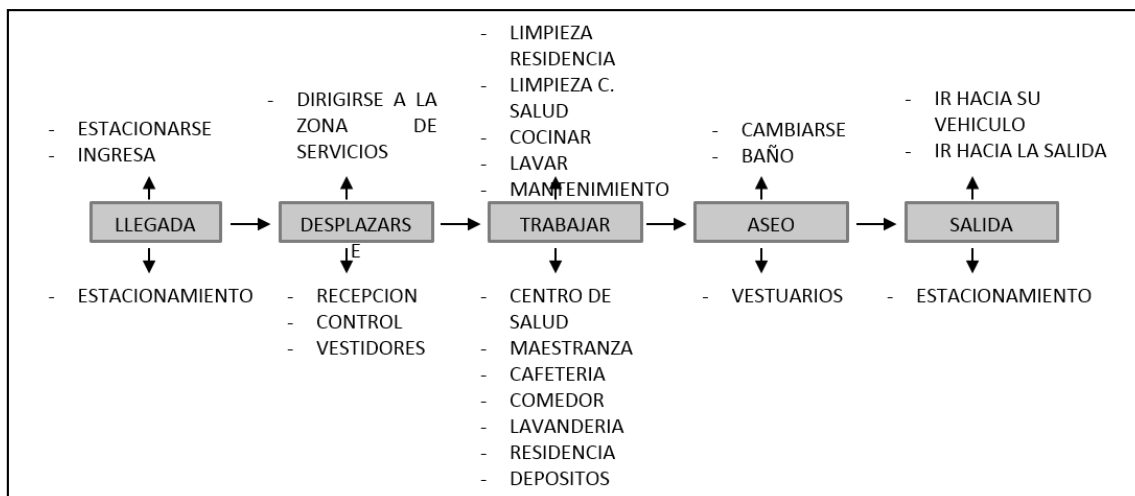 - LIMPIEZA
RESIDENCIA
- LIMPIEZA C.
SALUD
- COCINAR
- LAVAR
- MANTENIMIENTO
- DIRIGIRSE A LA
ZONA DE
SERVICIOS
- ESTACIONARSE
- INGRESA
- CAMBIARSE
- BAÑO
- IR HACIA SU
VEHICULO
- IR HACIA LA SALIDA
LLEGADA
DESPLAZARS
E
TRABAJAR
ASEO
SALIDA
- ESTACIONAMIENTO
- RECEPCION
- CONTROL
- VESTIDORES
- CENTRO DE
SALUD
- MAESTRANZA
- CAFETERIA
- COMEDOR
- LAVANDERIA
- RESIDENCIA
- DEPOSITOS
- VESTUARIOS
- ESTACIONAMIENTO